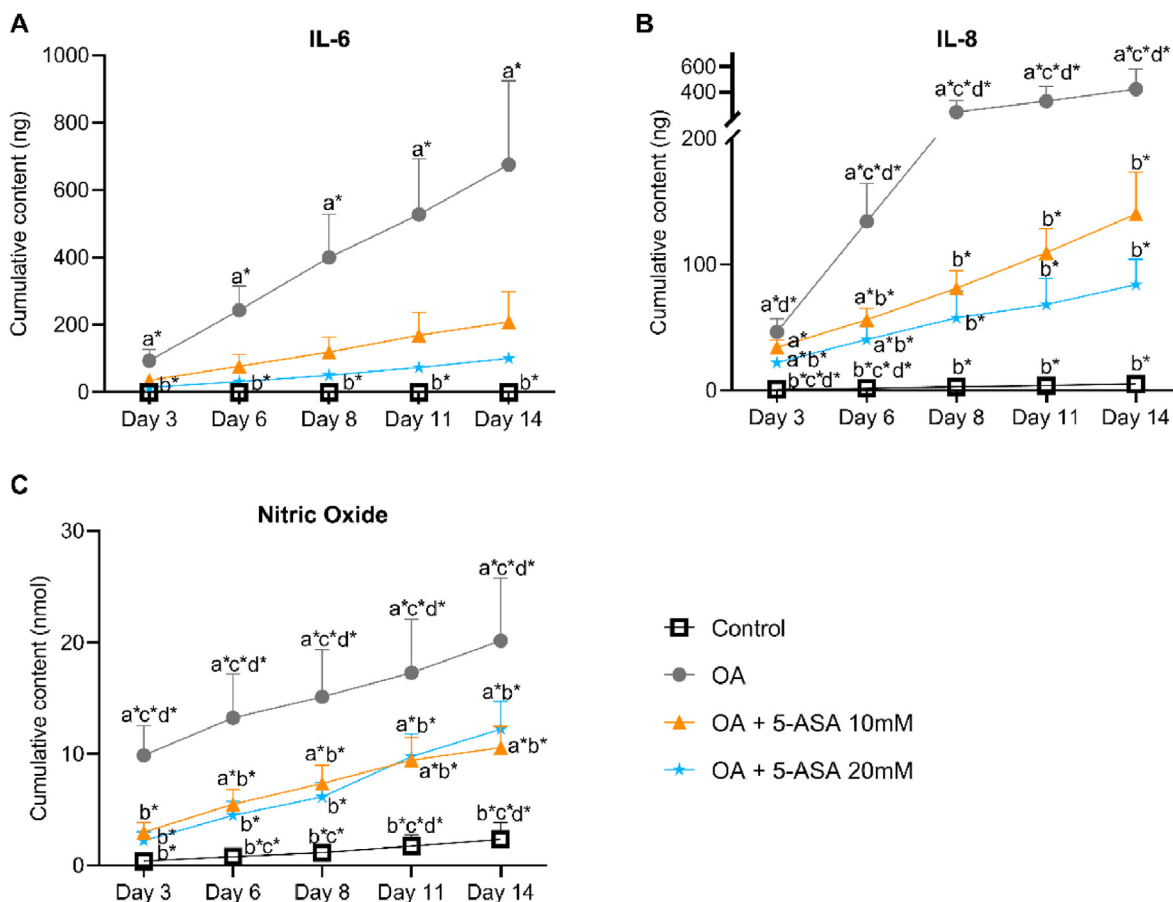 A
IL-6
Cumulative content (ng)
1000
800
600
400
200
0
a*
a*
a*
a*
a*
b*
b*
b*
b*
b*
Day 3 Day 6 Day 8 Day 11 Day 14
B
IL-8
Cumulative content (ng)
600
400
200
100
0
a*d*
a*c*d*
a*c*d*
a*c*d*
a*c*d*
a*
a*b*
b*
b*
b*
a*b*
a*b*
b*
b*
b*
b*c*d*
b*c*d*
b*
b*
b*
Day 3 Day 6 Day 8 Day 11 Day 14
C
Nitric Oxide
Cumulative content (nmol)
30
20
10
0
a*c*d*
a*c*d*
a*c*d*
a*c*d*
a*c*d*
b*
a*b*
a*b*
a*b*
a*b*
b*
b*
b*
a*b*
a*b*
b*
b*c*
b*c*
b*c*d*
b*c*d*
Day 3 Day 6 Day 8 Day 11 Day 14
Control
OA
OA + 5-ASA 10mM
OA + 5-ASA 20mM